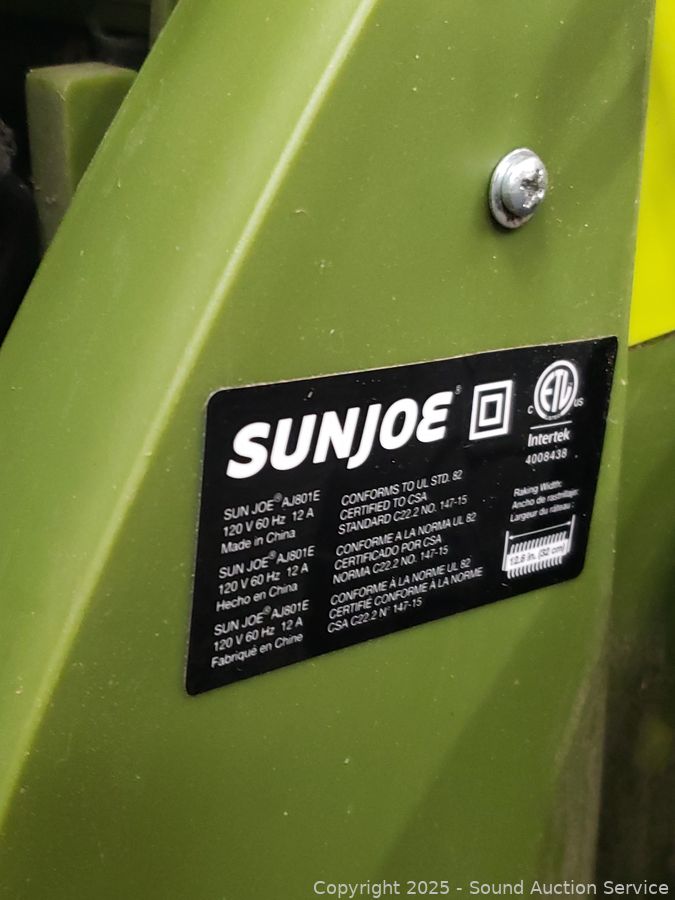 SUNJOE®
ETL
C US
Intertek
4008438
SUN JOE® AJ801E
120 V 60 Hz 12 A
Made in China
SUN JOE® AJ801E
120 V 60 Hz 12 A
Hecho en China
SUN JOE® AJ801E
120 V 60 Hz 12 A
Fabriqué en Chine
CONFORMS TO UL STD. 82
CERTIFIED TO CSA
STANDARD C22.2 NO. 147-15
CONFORME A LA NORMA UL 82
CERTIFICADO POR CSA
NORMA C22.2 NO. 147-15
CONFORME À LA NORME UL 82
CERTIFIÉ CONFORME À LA NORME
CSA C22.2 N° 147-15
Raking Width:
Ancho de rastrillaje:
Largeur du râteau:
12.6 in. (32 cm)
Copyright 2025 - Sound Auction Service